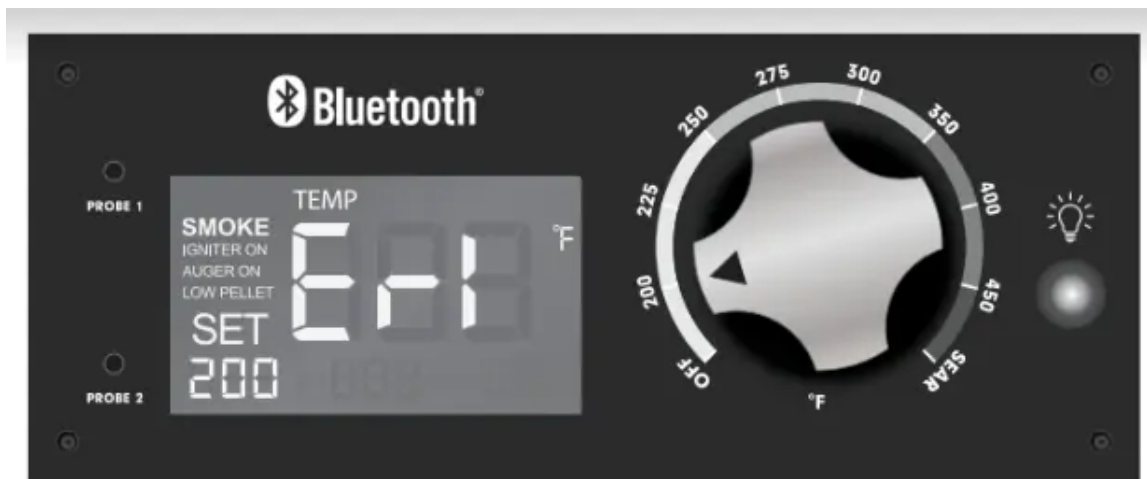 Bluetooth®
PROBE 1
PROBE 2
TEMP
SMOKE
IGNITER ON
AUGER ON
LOW PELLET
Er1
°F
SET
200
OFF
200
225
250
275
300
350
400
450
SEAR
°F